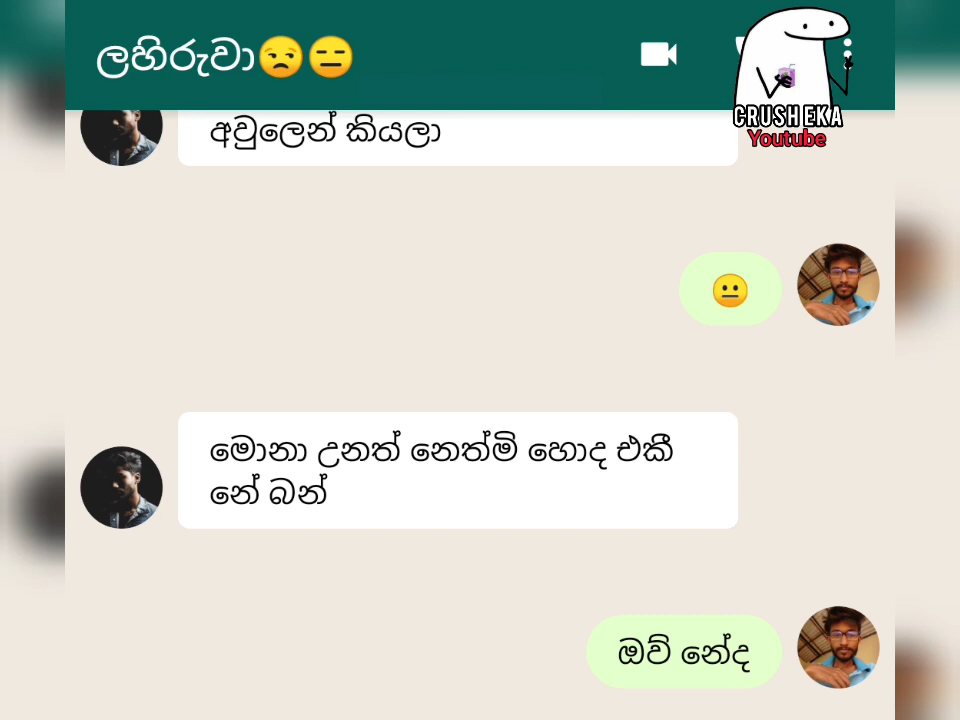 ලහිරුවා😒😑
CRUSH EKA
Youtube
අවුලෙන් කියලා
😐
මොනා උනත් නෙත්මි හොද එකී
නේ බන්
ඔව් නේද